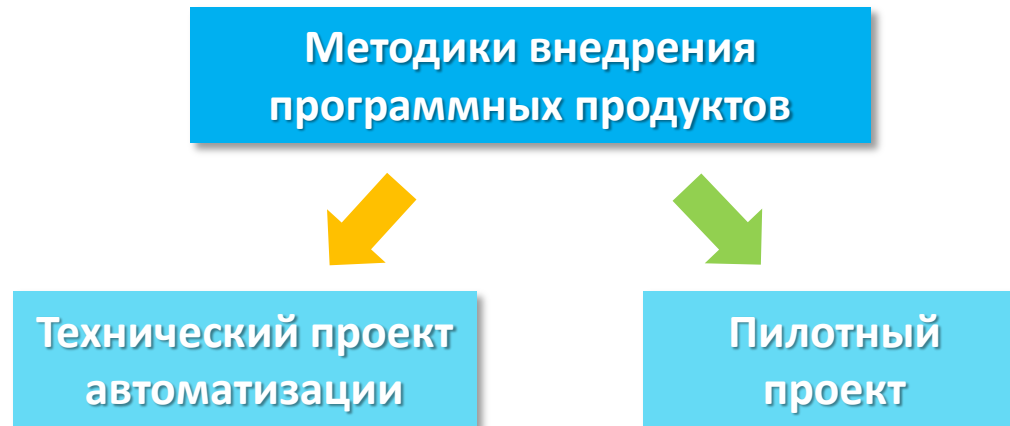 Методики внедрения
программных продуктов
Технический проект
автоматизации
Пилотный
проект